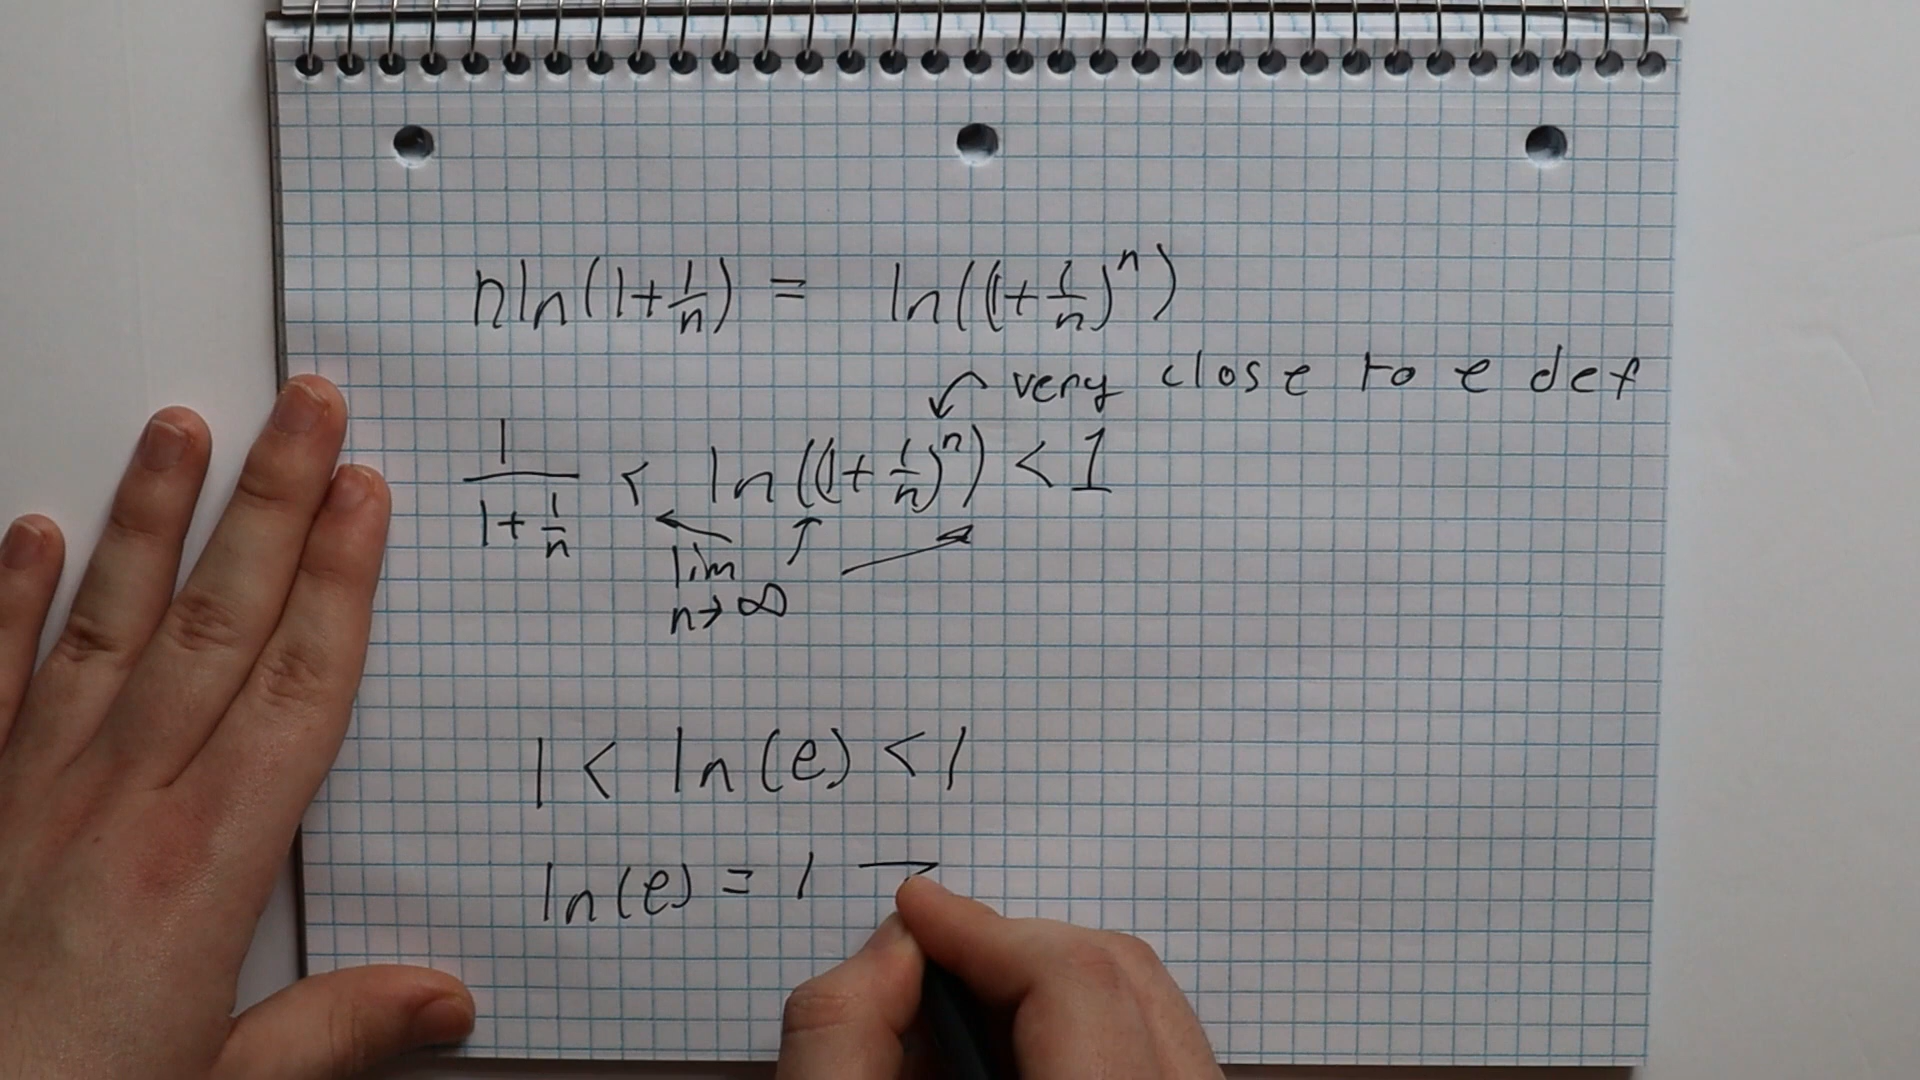 n ln(1+1/n) = ln((1+1/n)^n)
very close to e def
1/(1+1/n) < ln((1+1/n)^n) < 1
lim
n→∞
1 < ln(e) < 1
ln(e) = 1